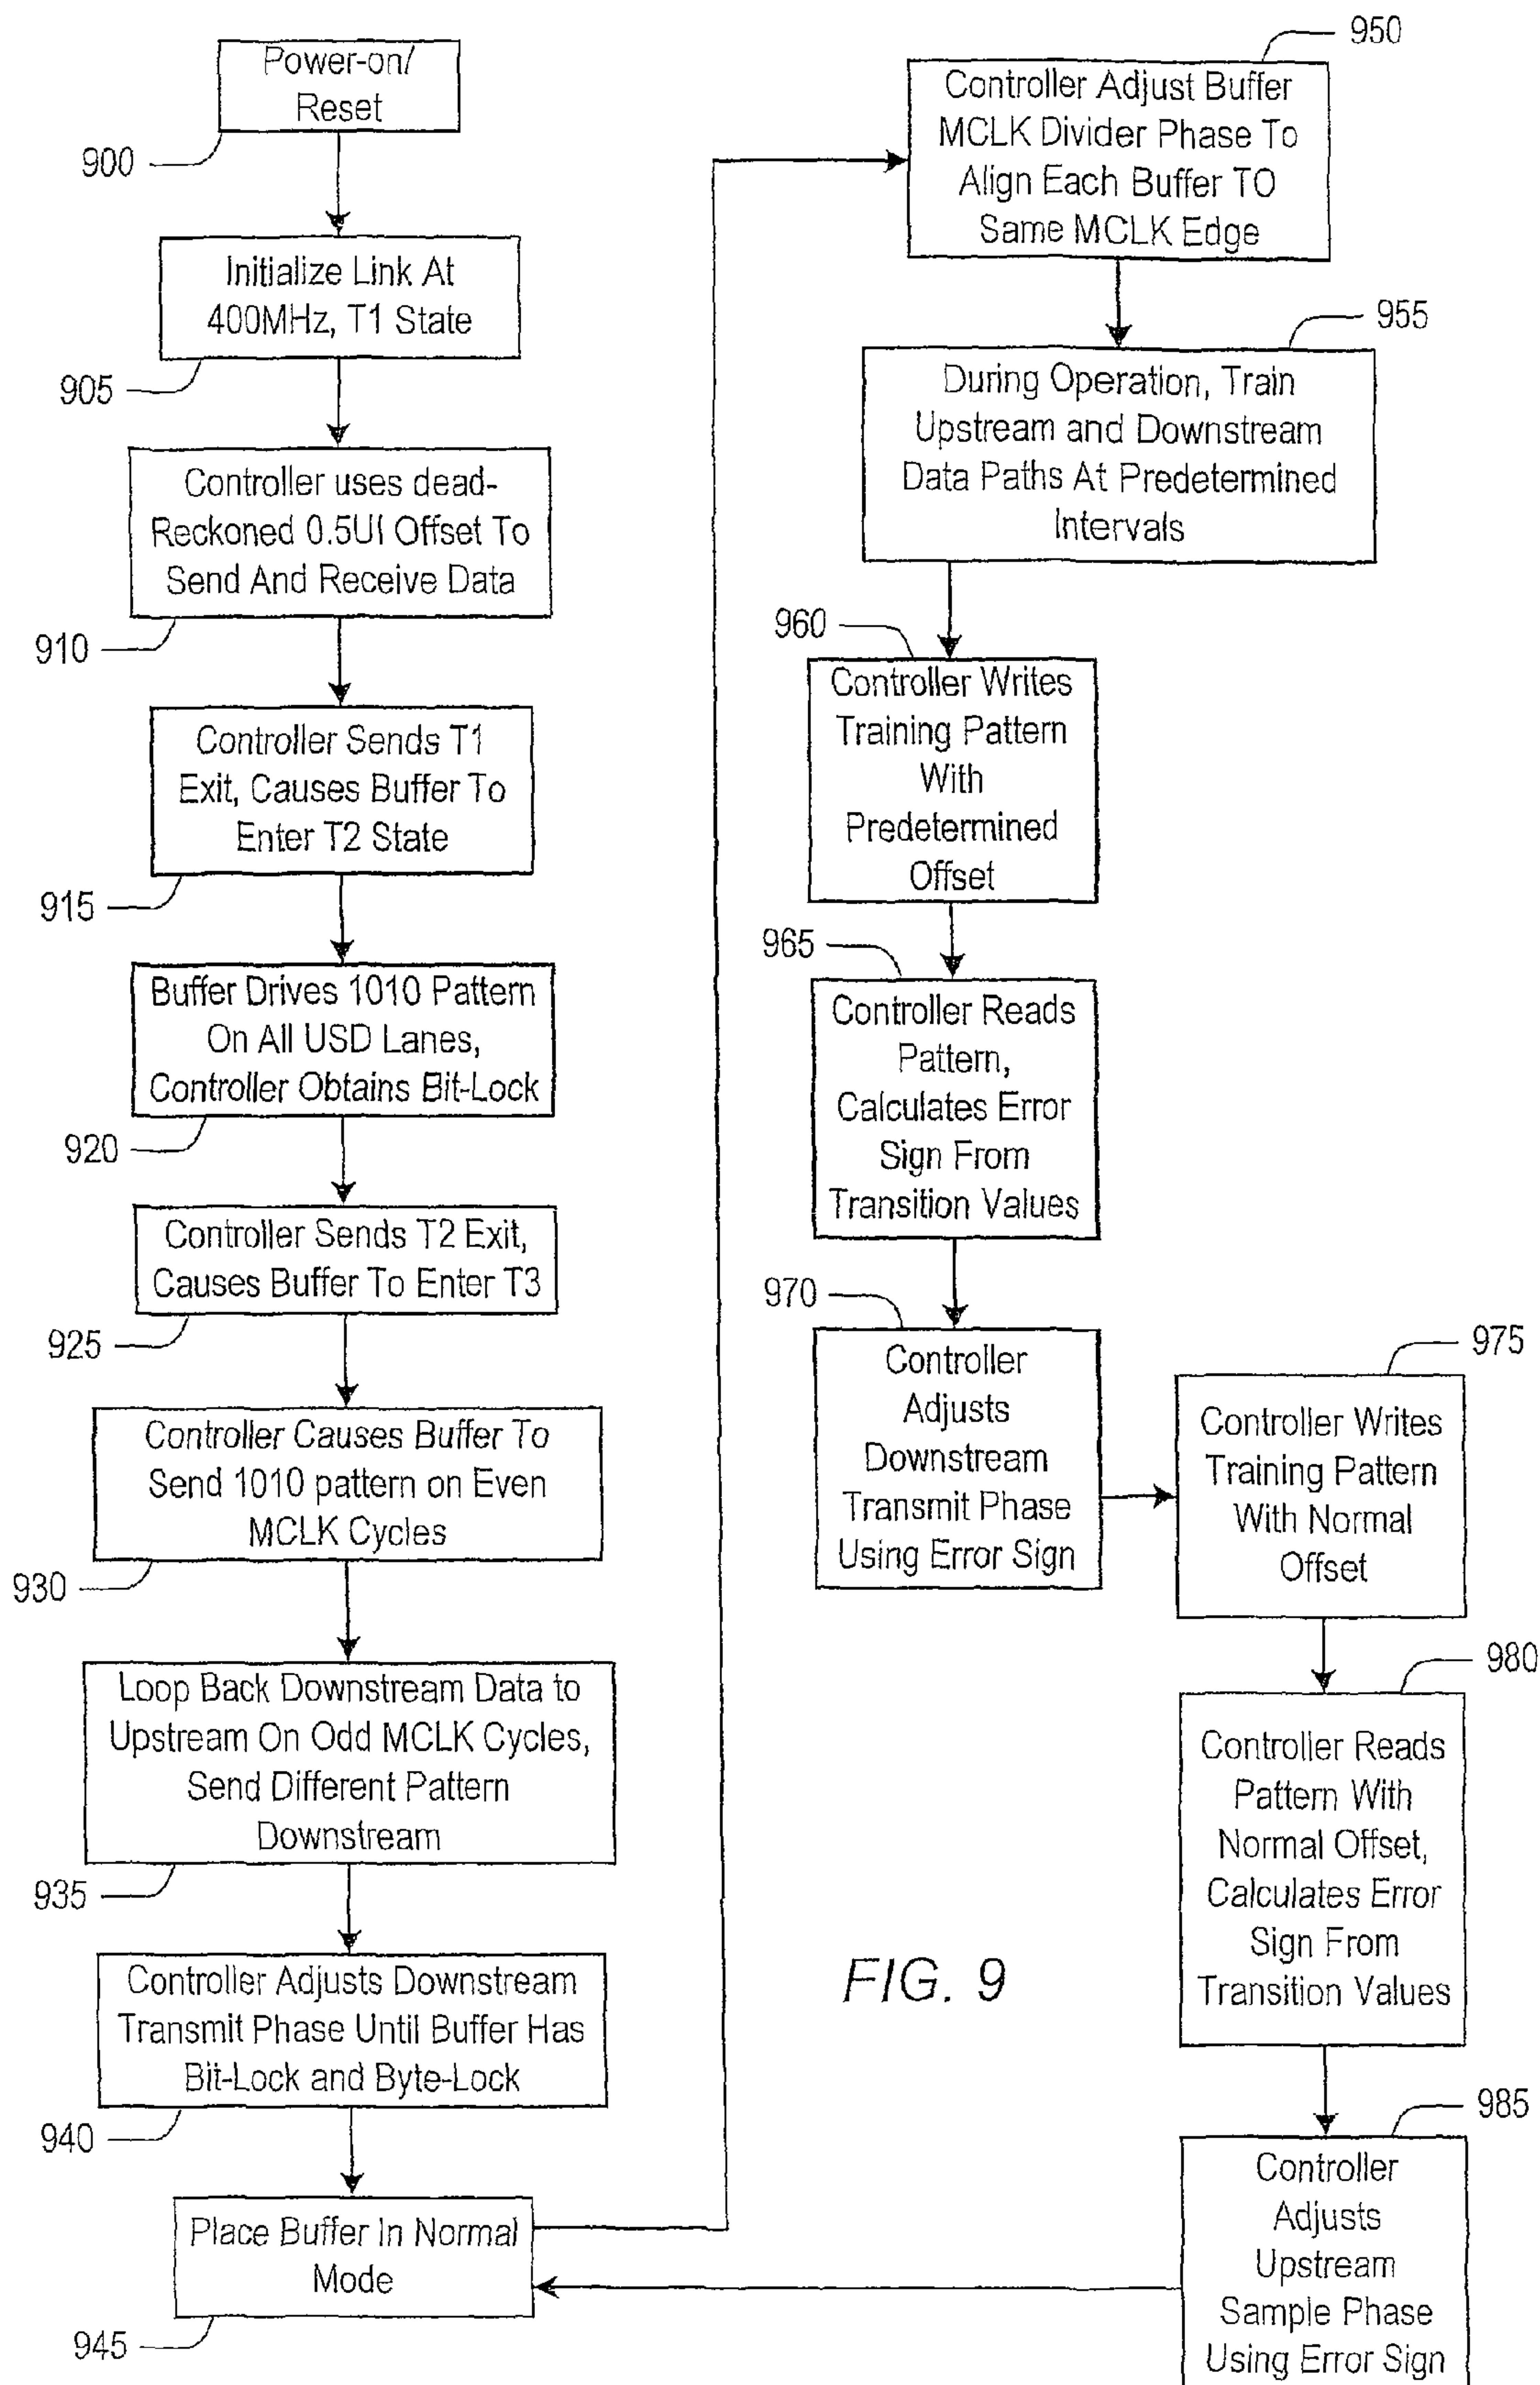 Power-on/
Reset
900
Initialize Link At
400MHz, T1 State
905
Controller uses dead-
Reckoned 0.5UI Offset To
Send And Receive Data
910
Controller Sends T1
Exit, Causes Buffer To
Enter T2 State
915
Buffer Drives 1010 Pattern
On All USD Lanes,
Controller Obtains Bit-Lock
920
Controller Sends T2 Exit,
Causes Buffer To Enter T3
925
Controller Causes Buffer To
Send 1010 pattern on Even
MCLK Cycles
930
Loop Back Downstream Data to
Upstream On Odd MCLK Cycles,
Send Different Pattern
Downstream
935
Controller Adjusts Downstream
Transmit Phase Until Buffer Has
Bit-Lock and Byte-Lock
940
Place Buffer In Normal
Mode
945
950
Controller Adjust Buffer
MCLK Divider Phase To
Align Each Buffer TO
Same MCLK Edge
955
During Operation, Train
Upstream and Downstream
Data Paths At Predetermined
Intervals
960
Controller Writes
Training Pattern
With
Predetermined
Offset
965
Controller Reads
Pattern,
Calculates Error
Sign From
Transition Values
970
Controller
Adjusts
Downstream
Transmit Phase
Using Error Sign
975
Controller Writes
Training Pattern
With Normal
Offset
980
Controller Reads
Pattern With
Normal Offset,
Calculates Error
Sign From
Transition Values
985
Controller
Adjusts
Upstream
Sample Phase
Using Error Sign
FIG. 9